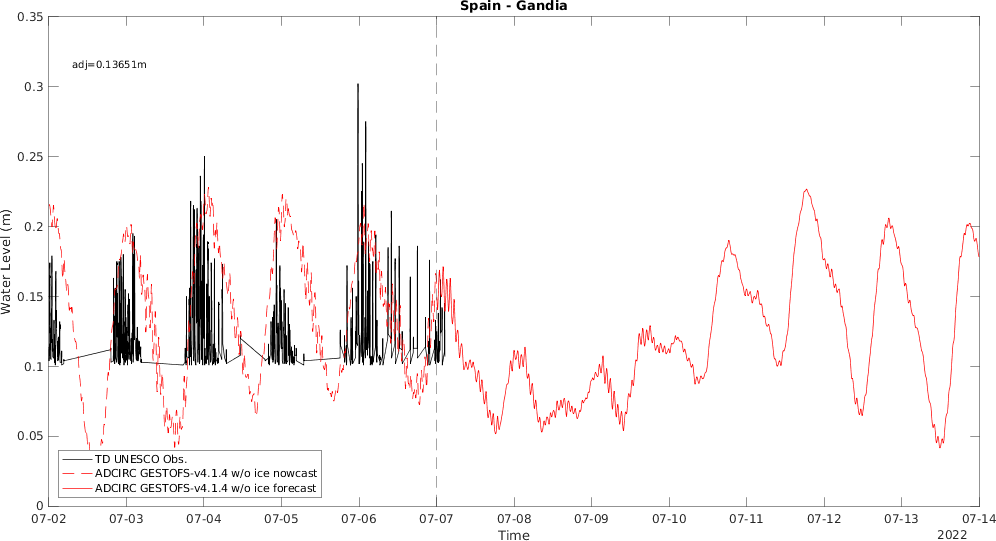 Spain - Gandia
0.35
0.3
0.25
0.2
0.15
0.1
0.05
0
Water Level (m)
adj=0.13651m
TD UNESCO Obs.
ADCIRC GESTOFS-v4.1.4 w/o ice nowcast
ADCIRC GESTOFS-v4.1.4 w/o ice forecast
07-02 07-03 07-04 07-05 07-06 07-07 07-08 07-09 07-10 07-11 07-12 07-13 07-14
Time
2022